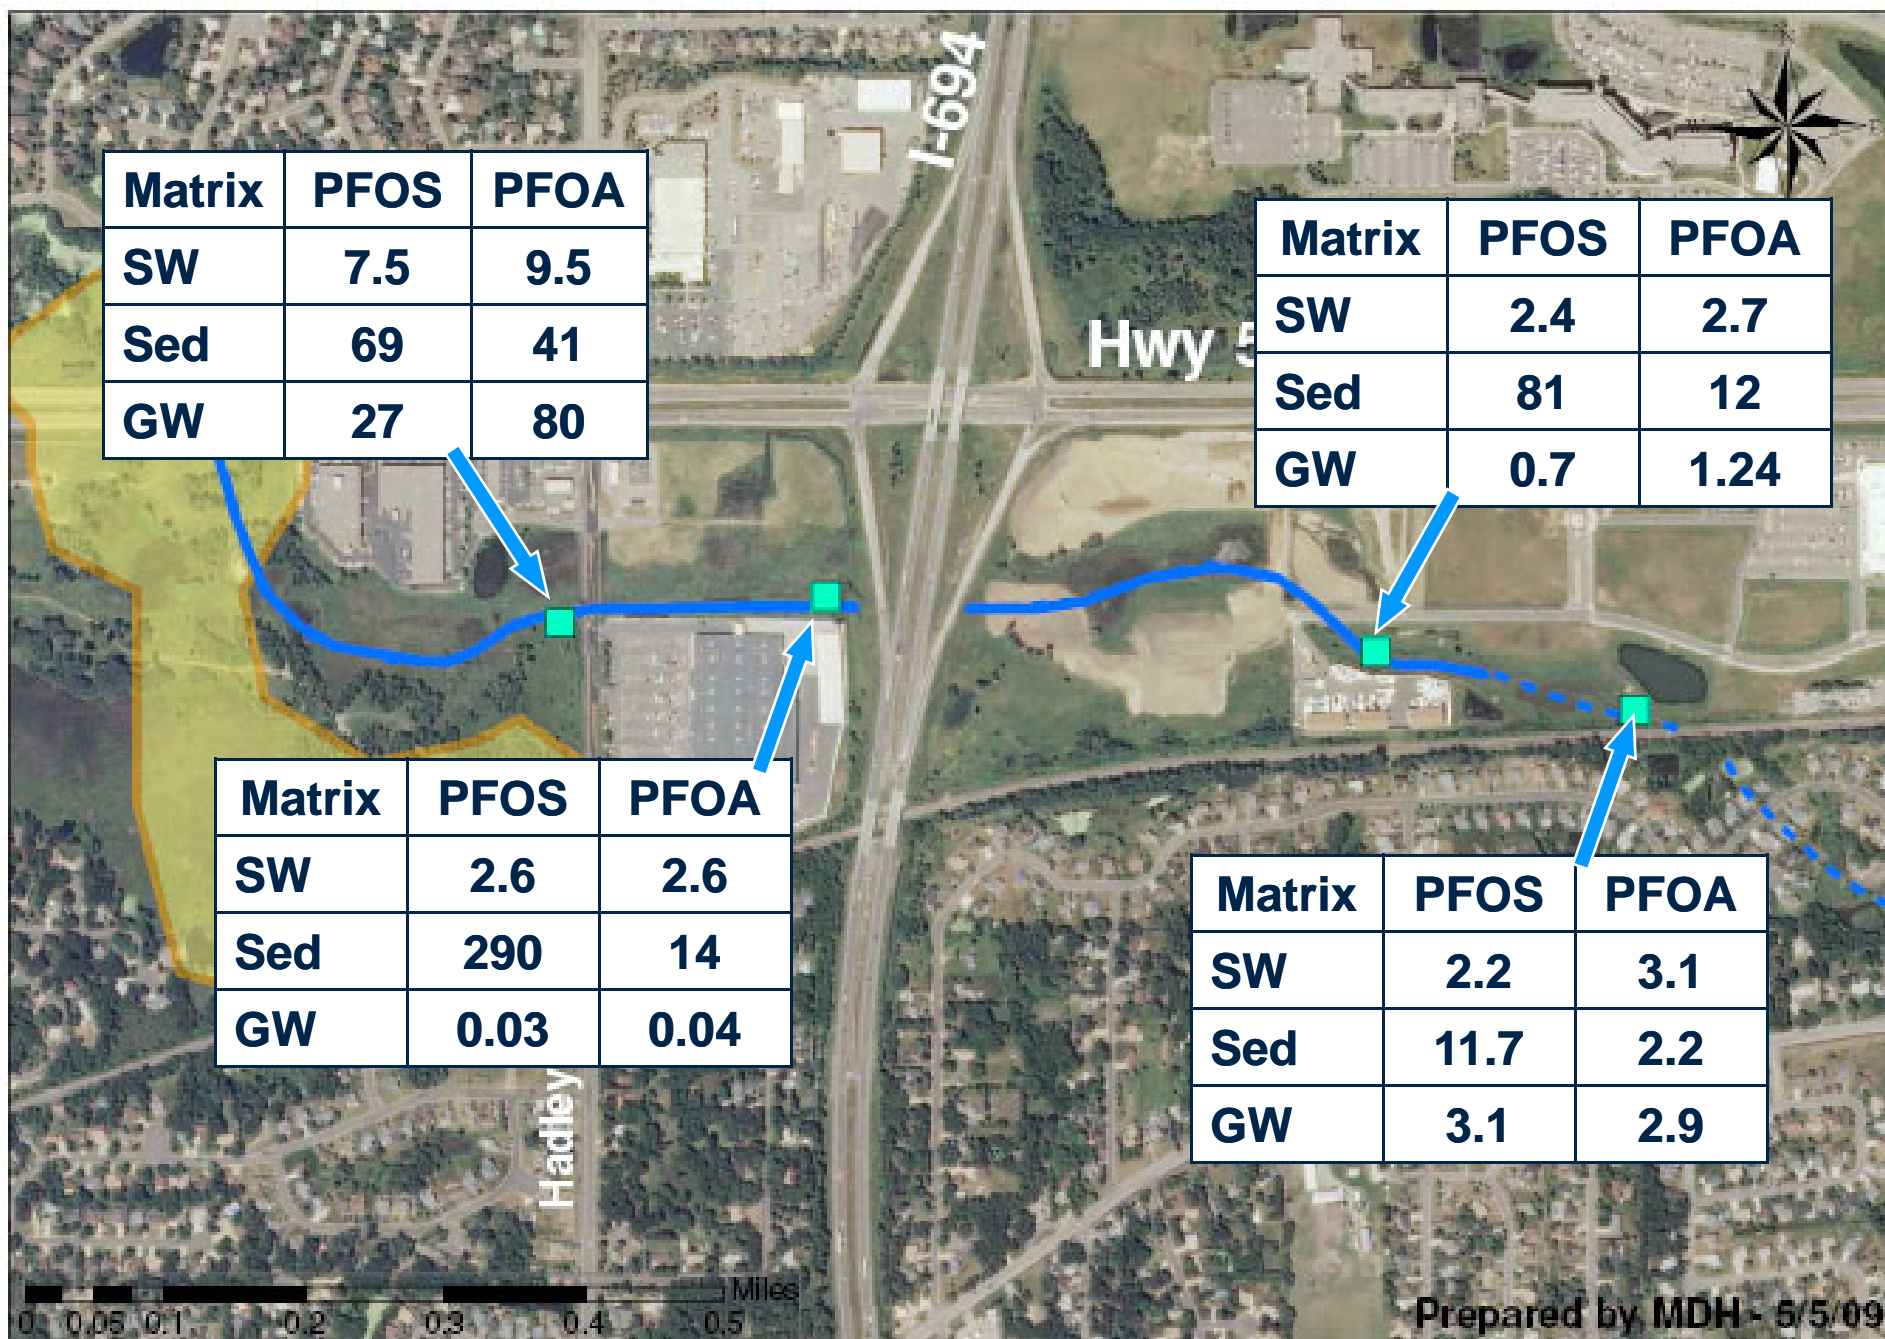 I-694
Matrix PFOS PFOA
SW 7.5 9.5
Sed 69 41
GW 27 80
Matrix PFOS PFOA
SW 2.4 2.7
Sed 81 12
GW 0.7 1.24
Hwy 5
Matrix PFOS PFOA
SW 2.6 2.6
Sed 290 14
GW 0.03 0.04
Matrix PFOS PFOA
SW 2.2 3.1
Sed 11.7 2.2
GW 3.1 2.9
Hadley
Miles
0 0.05 0.1 0.2 0.3 0.4 0.5
Prepared by MDH - 5/5/09